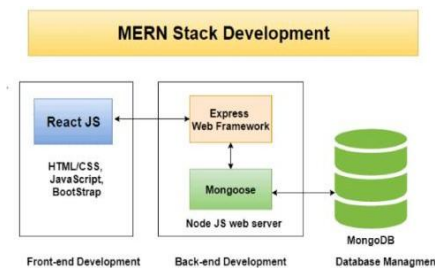 MERN Stack Development
React JS
HTML/CSS,
JavaScript,
BootStrap
Express
Web Framework
Mongoose
Node JS web server
MongoDB
Front-end Development
Back-end Development
Database Managmen